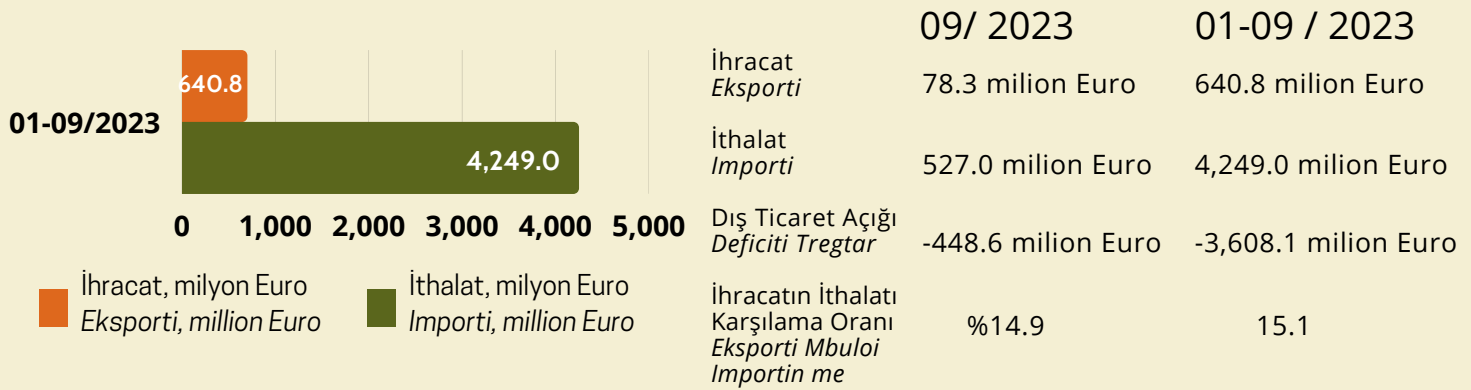 640.8
01-09/2023
4,249.0
0 1,000 2,000 3,000 4,000 5,000
İhracat, milyon Euro
Eksporti, million Euro
İthalat, milyon Euro
Importi, million Euro
09/ 2023 01-09 / 2023
İhracat
Eksporti
78.3 milion Euro 640.8 milion Euro
İthalat
Importi
527.0 milion Euro 4,249.0 milion Euro
Dış Ticaret Açığı
Deficiti Tregtar
-448.6 milion Euro -3,608.1 milion Euro
İhracatın İthalatı
Karşılama Oranı
Eksporti Mbuloi
Importin me
%14.9 15.1